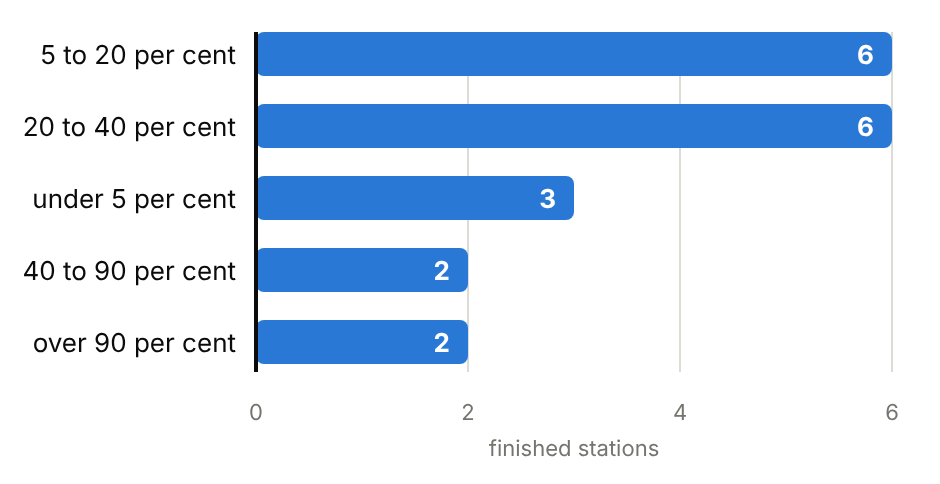 5 to 20 per cent 6
20 to 40 per cent 6
under 5 per cent 3
40 to 90 per cent 2
over 90 per cent 2
0 2 4 6
finished stations